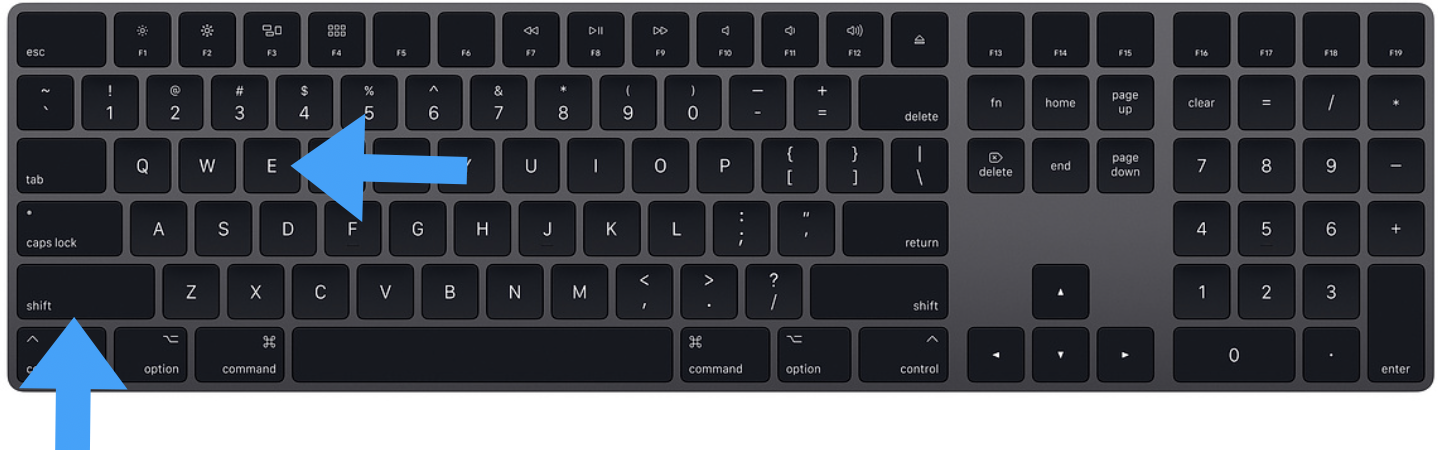 esc F1 F2 F3 F4 F5 F6 F7 F8 F9 F10 F11 F12 F13 F14 F15 F16 F17 F18 F19
~ ! @ # $ % ^ & * ( ) — +
` 1 2 3 4 5 6 7 8 9 0 - = delete fn home page up clear = / *
tab Q W E U I O P { [ } ] | \ delete end page down 7 8 9 −
caps lock A S D F G H J K L : ; " ' return 4 5 6 +
shift Z X C V B N M < , > . ? / shift 1 2 3
option command command option control 0 . enter